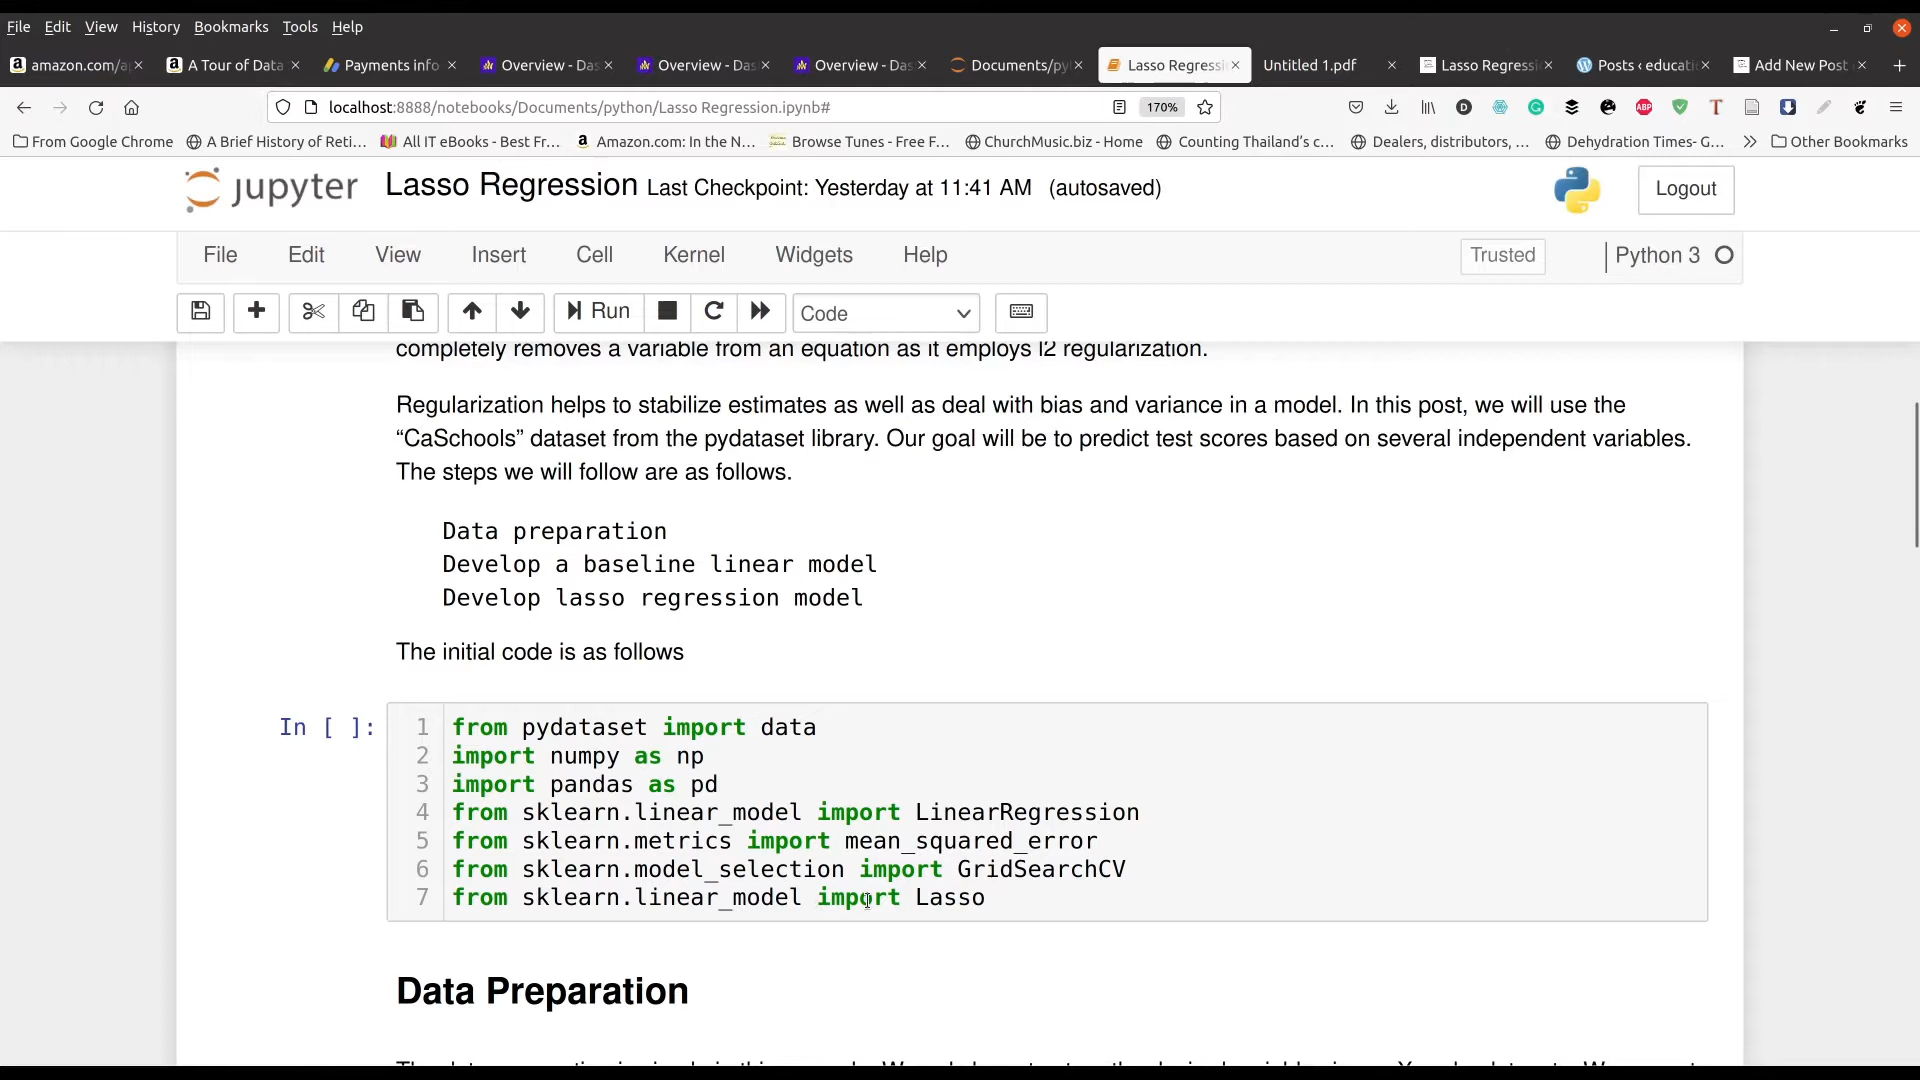 File Edit View History Bookmarks Tools Help
amazon.com/a
A Tour of Data
Payments info
Overview - Das
Overview - Das
Overview - Das
Documents/pyt
Lasso Regressi
Untitled 1.pdf
Lasso Regressi
Posts ‹ educati
Add New Post
localhost:8888/notebooks/Documents/python/Lasso Regression.ipynb#
170%
D
ABP
T
From Google Chrome
A Brief History of Reti...
All IT eBooks - Best Fr...
Amazon.com: In the N...
Browse Tunes - Free F...
ChurchMusic.biz - Home
Counting Thailand's c...
Dealers, distributors, ...
Dehydration Times- G...
Other Bookmarks
jupyter Lasso Regression Last Checkpoint: Yesterday at 11:41 AM (autosaved)
Logout
File Edit View Insert Cell Kernel Widgets Help
Trusted
Python 3
Run
Code
completely removes a variable from an equation as it employs l2 regularization.
Regularization helps to stabilize estimates as well as deal with bias and variance in a model. In this post, we will use the
“CaSchools” dataset from the pydataset library. Our goal will be to predict test scores based on several independent variables.
The steps we will follow are as follows.
Data preparation
Develop a baseline linear model
Develop lasso regression model
The initial code is as follows
In [ ]:
1 from pydataset import data
2 import numpy as np
3 import pandas as pd
4 from sklearn.linear_model import LinearRegression
5 from sklearn.metrics import mean_squared_error
6 from sklearn.model_selection import GridSearchCV
7 from sklearn.linear_model import Lasso
Data Preparation